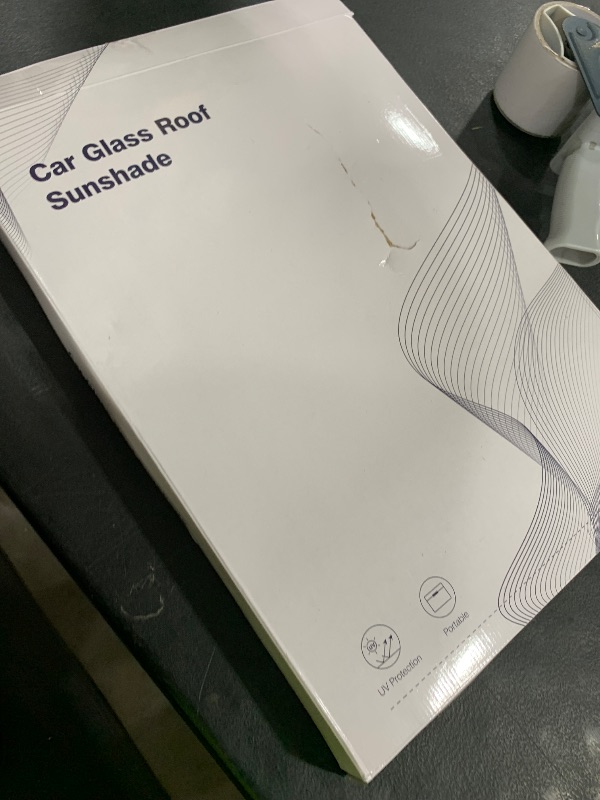 Car Glass Roof
Sunshade
UV Protection
Portable